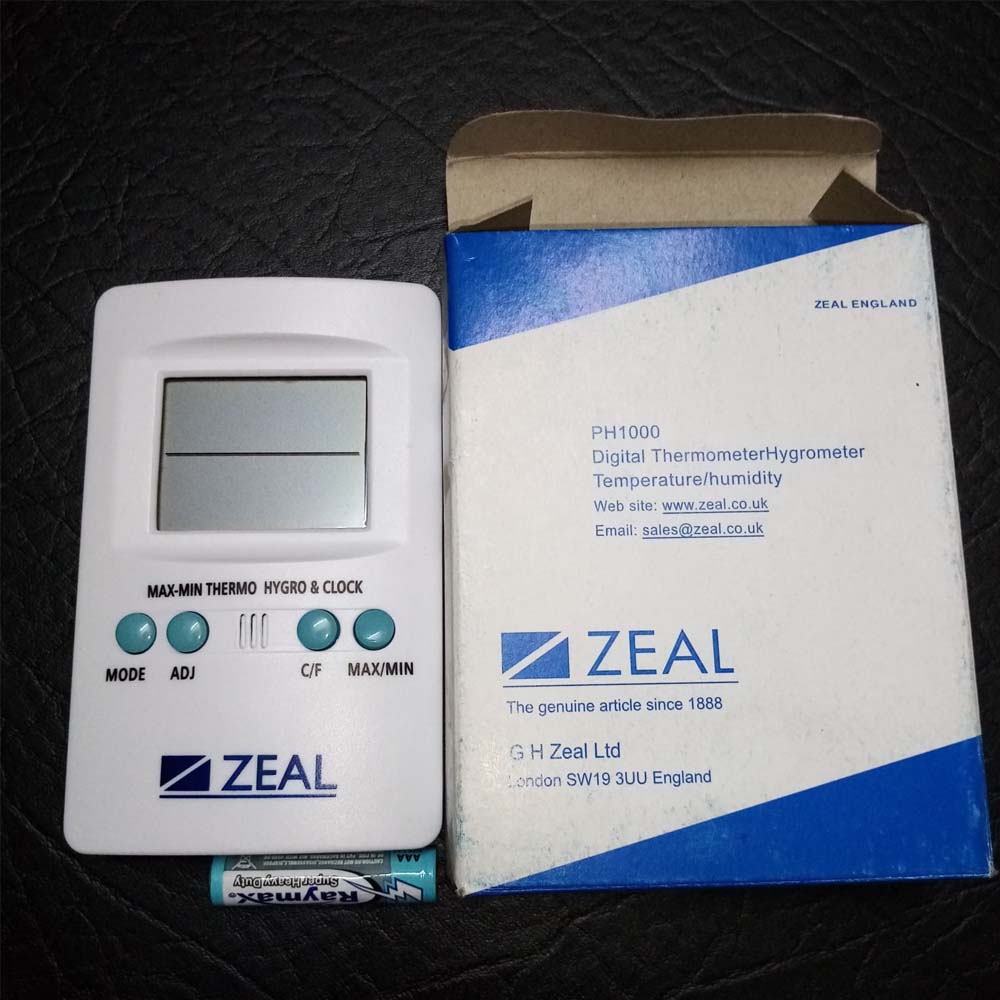 MAX-MIN THERMO HYGRO & CLOCK
MODE ADJ C/F MAX/MIN
ZEAL
AAA
Raymax
Super Heavy Duty
ZEAL ENGLAND
PH1000
Digital ThermometerHygrometer
Temperature/humidity
Web site: www.zeal.co.uk
Email: sales@zeal.co.uk
ZEAL
The genuine article since 1888
G H Zeal Ltd
London SW19 3UU England